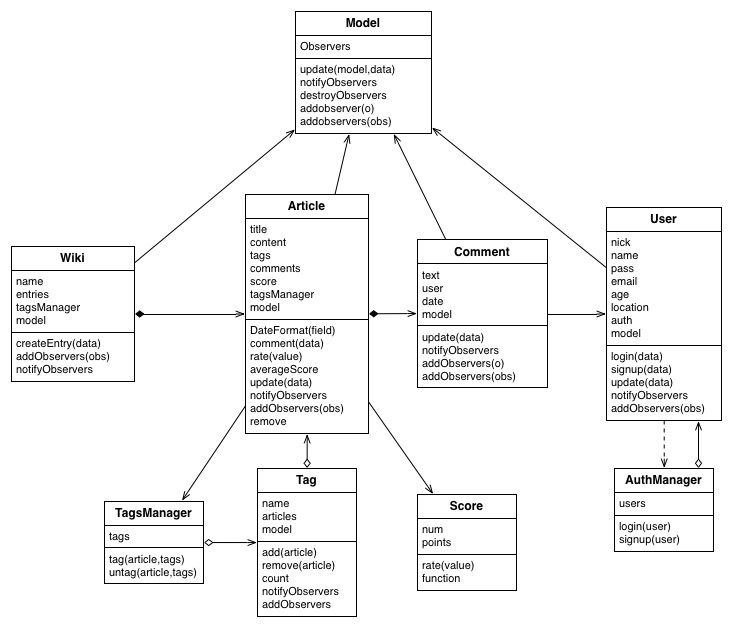 Model
Observers
update(model,data)
notifyObservers
destroyObservers
addobserver(o)
addobservers(obs)
Wiki
name
entries
tagsManager
model
createEntry(data)
addObservers(obs)
notifyObservers
Article
title
content
tags
comments
score
tagsManager
model
DateFormat(field)
comment(data)
rate(value)
averageScore
update(data)
notifyObservers
addObservers(obs)
remove
Comment
text
user
date
model
update(data)
notifyObservers
addObservers(o)
addObservers(obs)
User
nick
name
pass
email
age
location
auth
model
login(data)
signup(data)
update(data)
notifyObservers
addObservers(obs)
TagsManager
tags
tag(article,tags)
untag(article,tags)
Tag
name
articles
model
add(article)
remove(article)
count
notifyObservers
addObservers
Score
num
points
rate(value)
function
AuthManager
users
login(user)
signup(user)